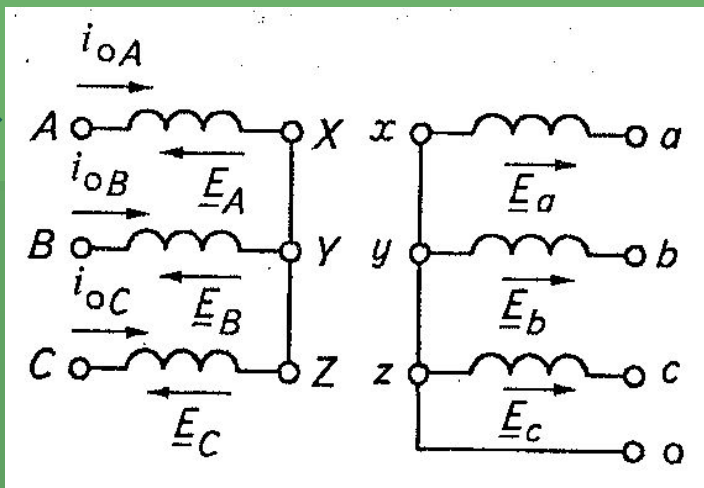 i₀A
A X x a
E_A E_a
i₀B
B Y y b
E_B E_b
i₀C
C Z z c
E_C E_c
o